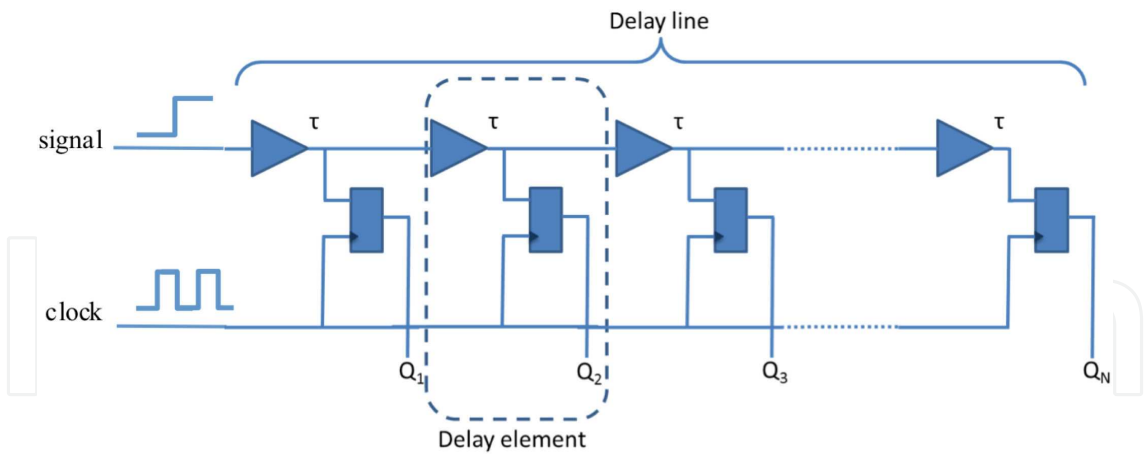 Delay line
τ τ τ τ
signal
clock
Q1 Q2 Q3 QN
Delay element